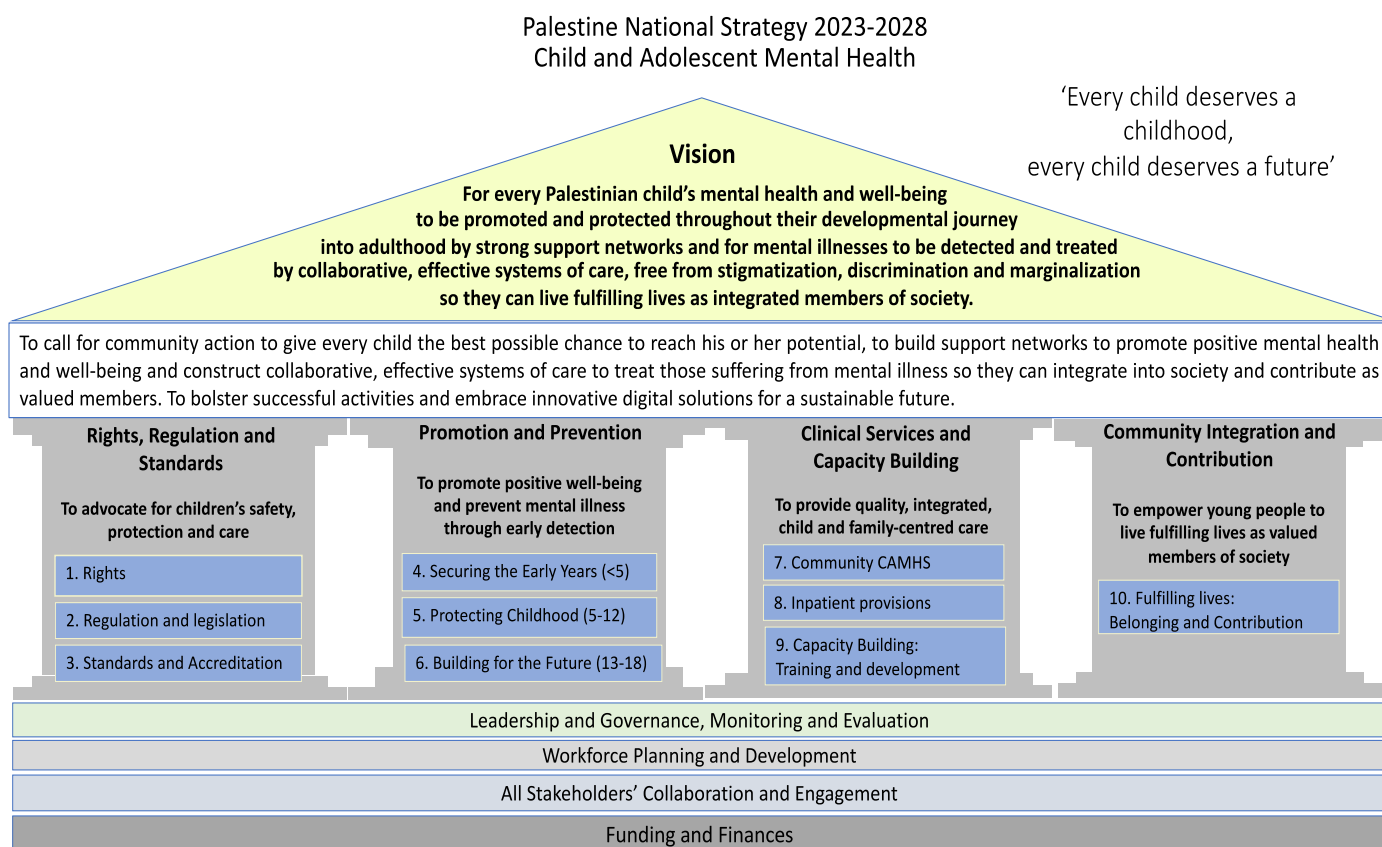 Palestine National Strategy 2023-2028
Child and Adolescent Mental Health
‘Every child deserves a
childhood,
every child deserves a future’
Vision
For every Palestinian child’s mental health and well-being
to be promoted and protected throughout their developmental journey
into adulthood by strong support networks and for mental illnesses to be detected and treated
by collaborative, effective systems of care, free from stigmatization, discrimination and marginalization
so they can live fulfilling lives as integrated members of society.
To call for community action to give every child the best possible chance to reach his or her potential, to build support networks to promote positive mental health
and well-being and construct collaborative, effective systems of care to treat those suffering from mental illness so they can integrate into society and contribute as
valued members. To bolster successful activities and embrace innovative digital solutions for a sustainable future.
Rights, Regulation and
Standards
To advocate for children’s safety,
protection and care
1. Rights
2. Regulation and legislation
3. Standards and Accreditation
Promotion and Prevention
To promote positive well-being
and prevent mental illness
through early detection
4. Securing the Early Years (<5)
5. Protecting Childhood (5-12)
6. Building for the Future (13-18)
Clinical Services and
Capacity Building
To provide quality, integrated,
child and family-centred care
7. Community CAMHS
8. Inpatient provisions
9. Capacity Building:
Training and development
Community Integration and
Contribution
To empower young people to
live fulfilling lives as valued
members of society
10. Fulfilling lives:
Belonging and Contribution
Leadership and Governance, Monitoring and Evaluation
Workforce Planning and Development
All Stakeholders’ Collaboration and Engagement
Funding and Finances